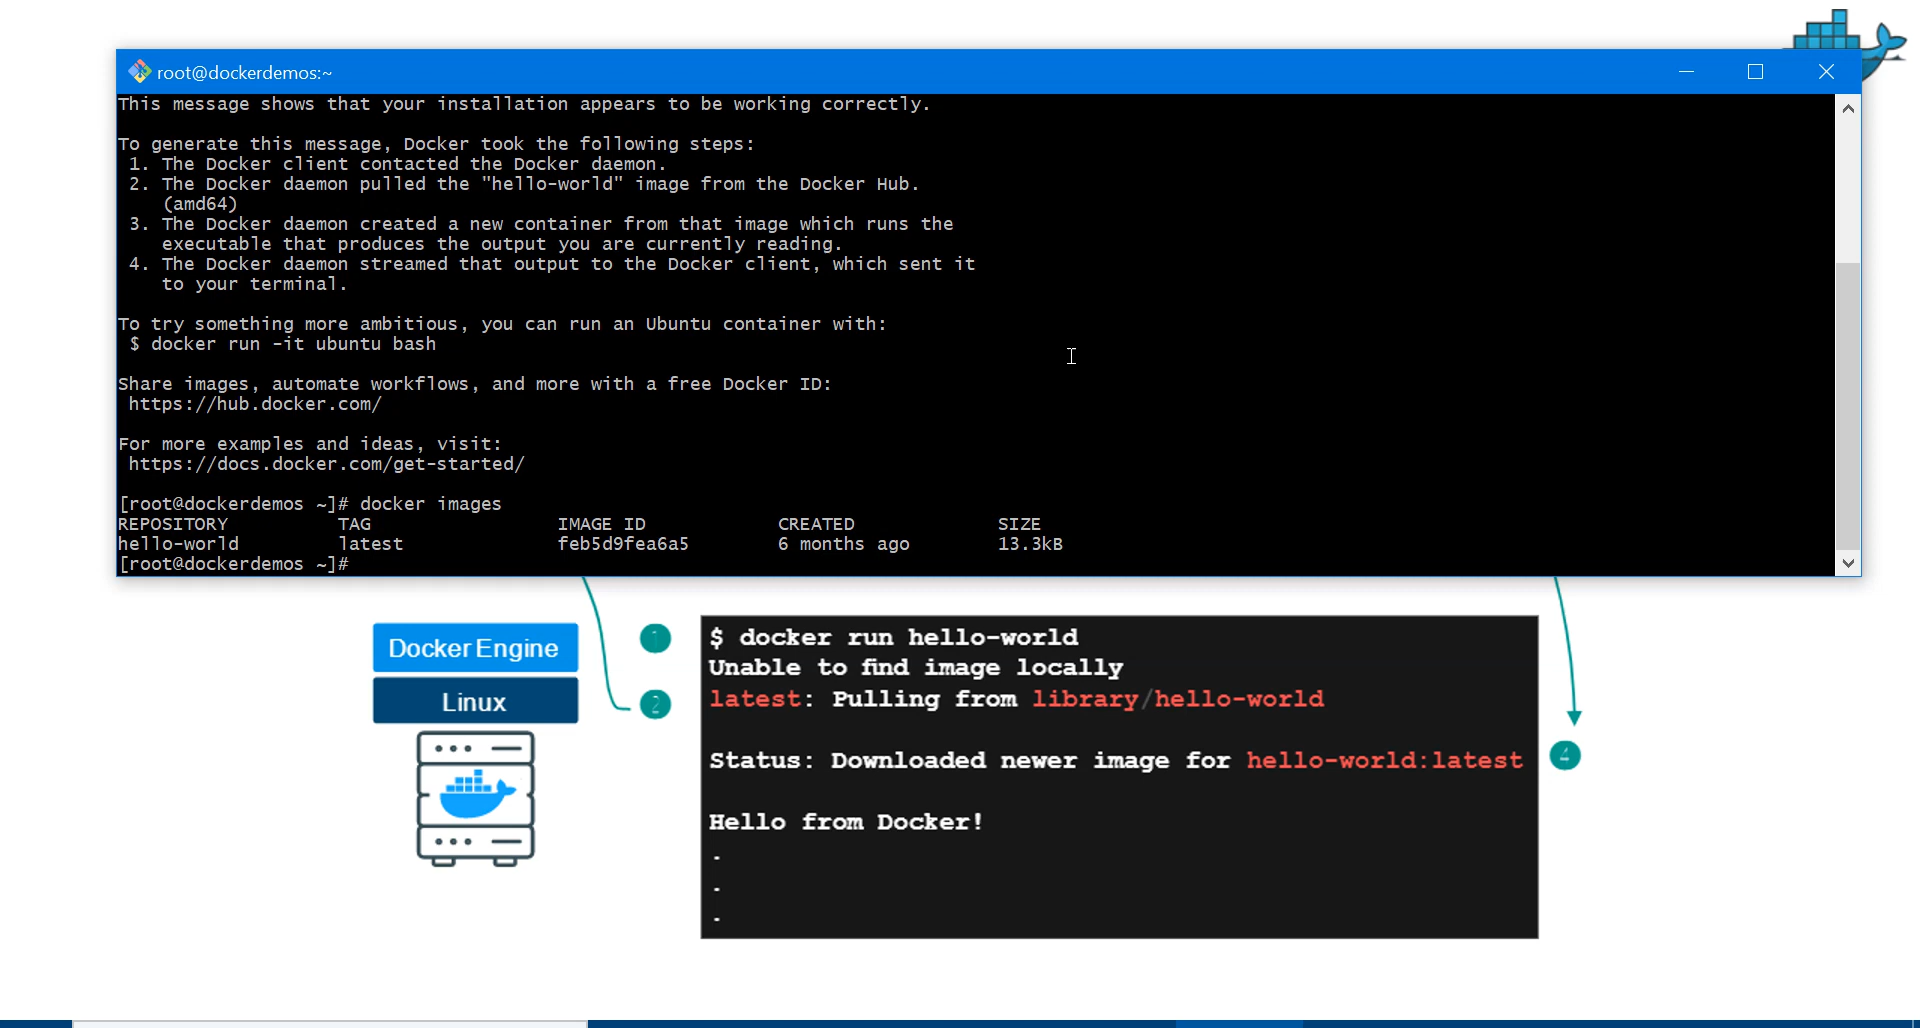 root@dockerdemos:~
This message shows that your installation appears to be working correctly.
To generate this message, Docker took the following steps:
1. The Docker client contacted the Docker daemon.
2. The Docker daemon pulled the "hello-world" image from the Docker Hub.
(amd64)
3. The Docker daemon created a new container from that image which runs the
executable that produces the output you are currently reading.
4. The Docker daemon streamed that output to the Docker client, which sent it
to your terminal.
To try something more ambitious, you can run an Ubuntu container with:
$ docker run -it ubuntu bash
Share images, automate workflows, and more with a free Docker ID:
https://hub.docker.com/
For more examples and ideas, visit:
https://docs.docker.com/get-started/
[root@dockerdemos ~]# docker images
REPOSITORY TAG IMAGE ID CREATED SIZE
hello-world latest feb5d9fea6a5 6 months ago 13.3kB
[root@dockerdemos ~]#
Docker Engine
Linux
1
2
$ docker run hello-world
Unable to find image locally
latest: Pulling from library/hello-world
Status: Downloaded newer image for hello-world:latest
4
Hello from Docker!
.
.
.